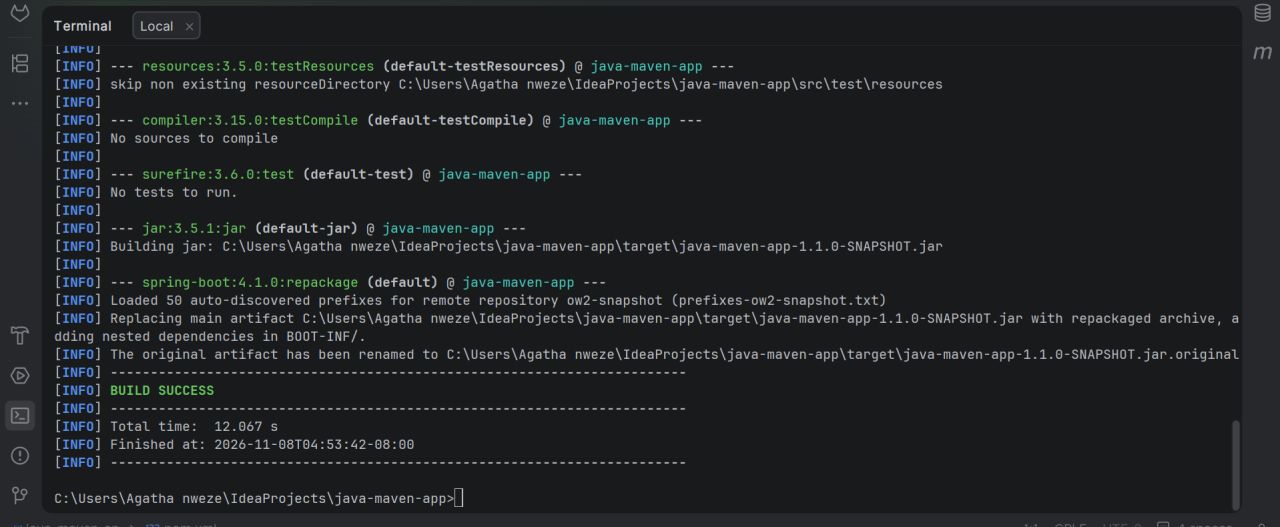 Terminal
Local ×
[INFO]
[INFO] --- resources:3.5.0:testResources (default-testResources) @ java-maven-app ---
[INFO] skip non existing resourceDirectory C:\Users\Agatha nweze\IdeaProjects\java-maven-app\src\test\resources
[INFO]
[INFO] --- compiler:3.15.0:testCompile (default-testCompile) @ java-maven-app ---
[INFO] No sources to compile
[INFO]
[INFO] --- surefire:3.6.0:test (default-test) @ java-maven-app ---
[INFO] No tests to run.
[INFO]
[INFO] --- jar:3.5.1:jar (default-jar) @ java-maven-app ---
[INFO] Building jar: C:\Users\Agatha nweze\IdeaProjects\java-maven-app\target\java-maven-app-1.1.0-SNAPSHOT.jar
[INFO]
[INFO] --- spring-boot:4.1.0:repackage (default) @ java-maven-app ---
[INFO] Loaded 50 auto-discovered prefixes for remote repository ow2-snapshot (prefixes-ow2-snapshot.txt)
[INFO] Replacing main artifact C:\Users\Agatha nweze\IdeaProjects\java-maven-app\target\java-maven-app-1.1.0-SNAPSHOT.jar with repackaged archive, a
dding nested dependencies in BOOT-INF/.
[INFO] The original artifact has been renamed to C:\Users\Agatha nweze\IdeaProjects\java-maven-app\target\java-maven-app-1.1.0-SNAPSHOT.jar.original
[INFO] ------------------------------------------------------------------------
[INFO] BUILD SUCCESS
[INFO] ------------------------------------------------------------------------
[INFO] Total time:  12.067 s
[INFO] Finished at: 2026-11-08T04:53:42-08:00
[INFO] ------------------------------------------------------------------------
C:\Users\Agatha nweze\IdeaProjects\java-maven-app>
m